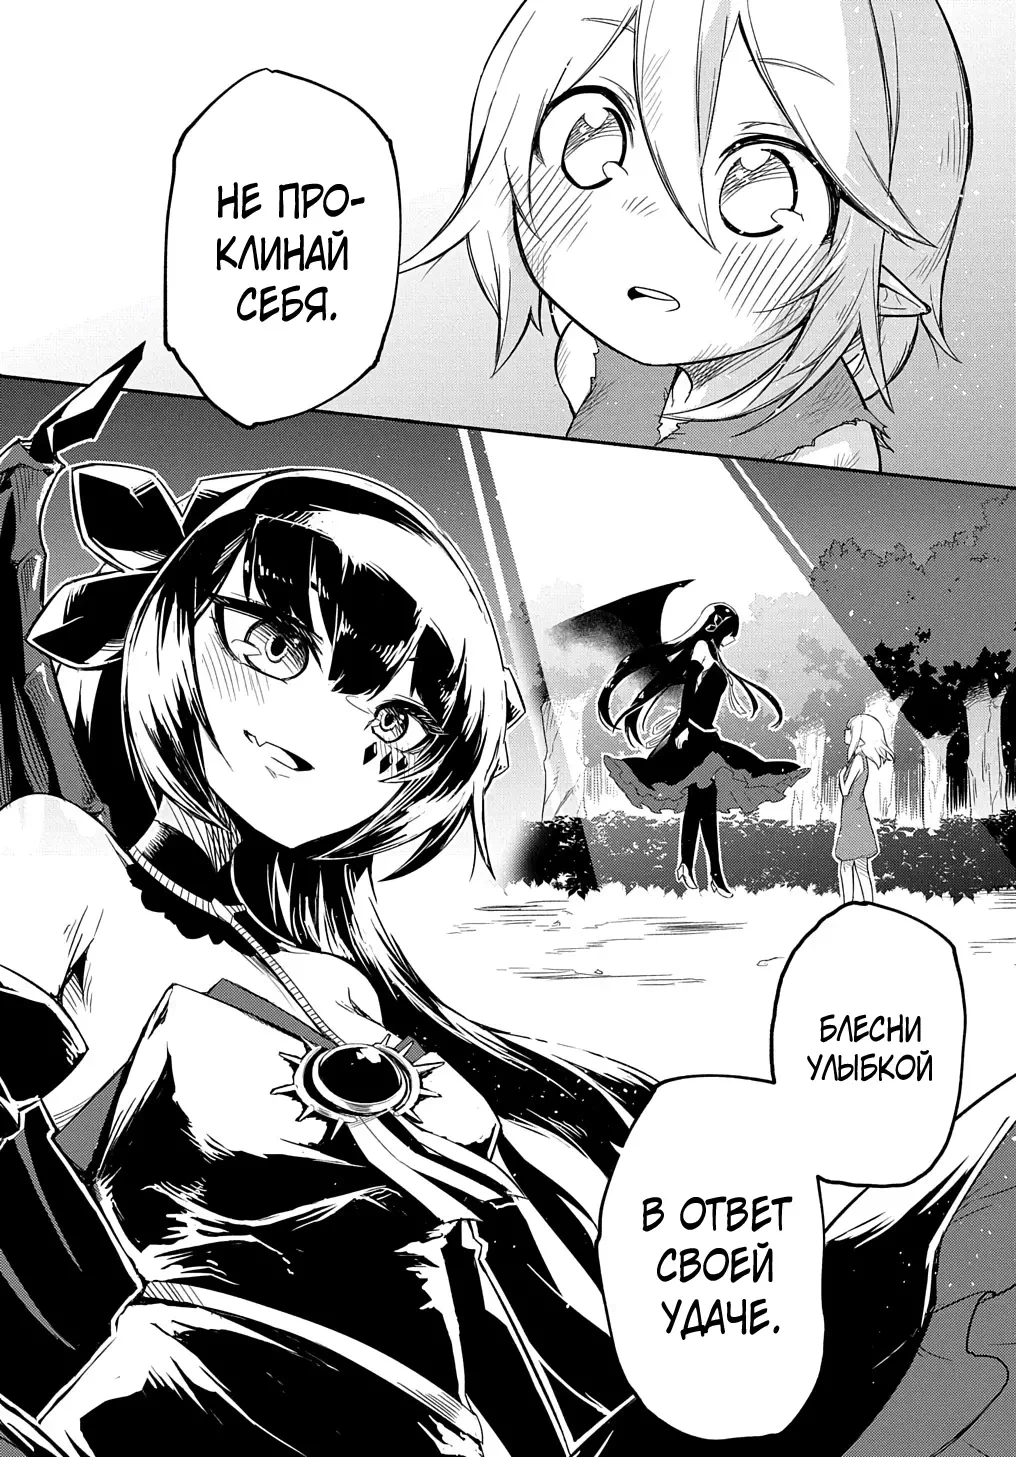 НЕ ПРО-
КЛИНАЙ
СЕБЯ.
БЛЕСНИ
УЛЫБКОЙ
В ОТВЕТ
СВОЕЙ
УДАЧЕ.